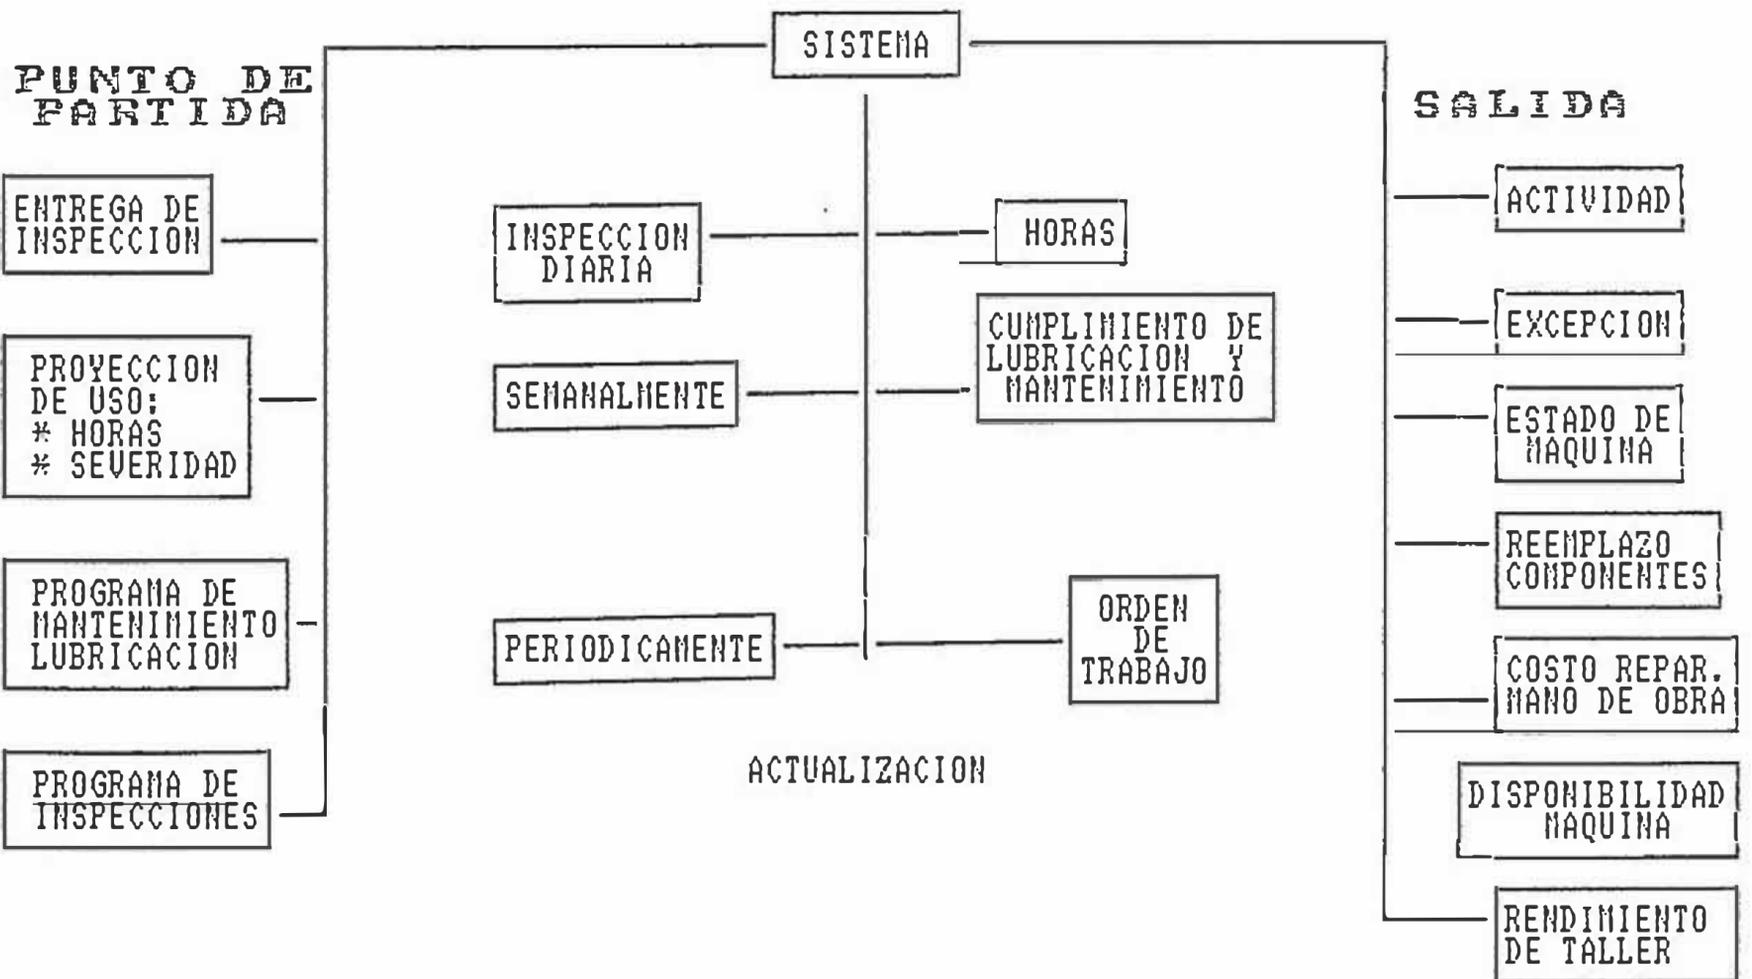 SISTEMA
PUNTO DE
PARTIDA
ENTREGA DE
INSPECCION
PROYECCION
DE USO:
* HORAS
* SEVERIDAD
PROGRAMA DE
MANTENIMIENTO
LUBRICACION
PROGRAMA DE
INSPECCIONES
INSPECCION
DIARIA
HORAS
SEMANALMENTE
CUMPLIMIENTO DE
LUBRICACION Y
MANTENIMIENTO
PERIODICAMENTE
ORDEN
DE
TRABAJO
ACTUALIZACION
SALIDA
ACTIVIDAD
EXCEPCION
ESTADO DE
MAQUINA
REEMPLAZO
COMPONENTES
COSTO REPAR.
MANO DE OBRA
DISPONIBILIDAD
MAQUINA
RENDIMIENTO
DE TALLER